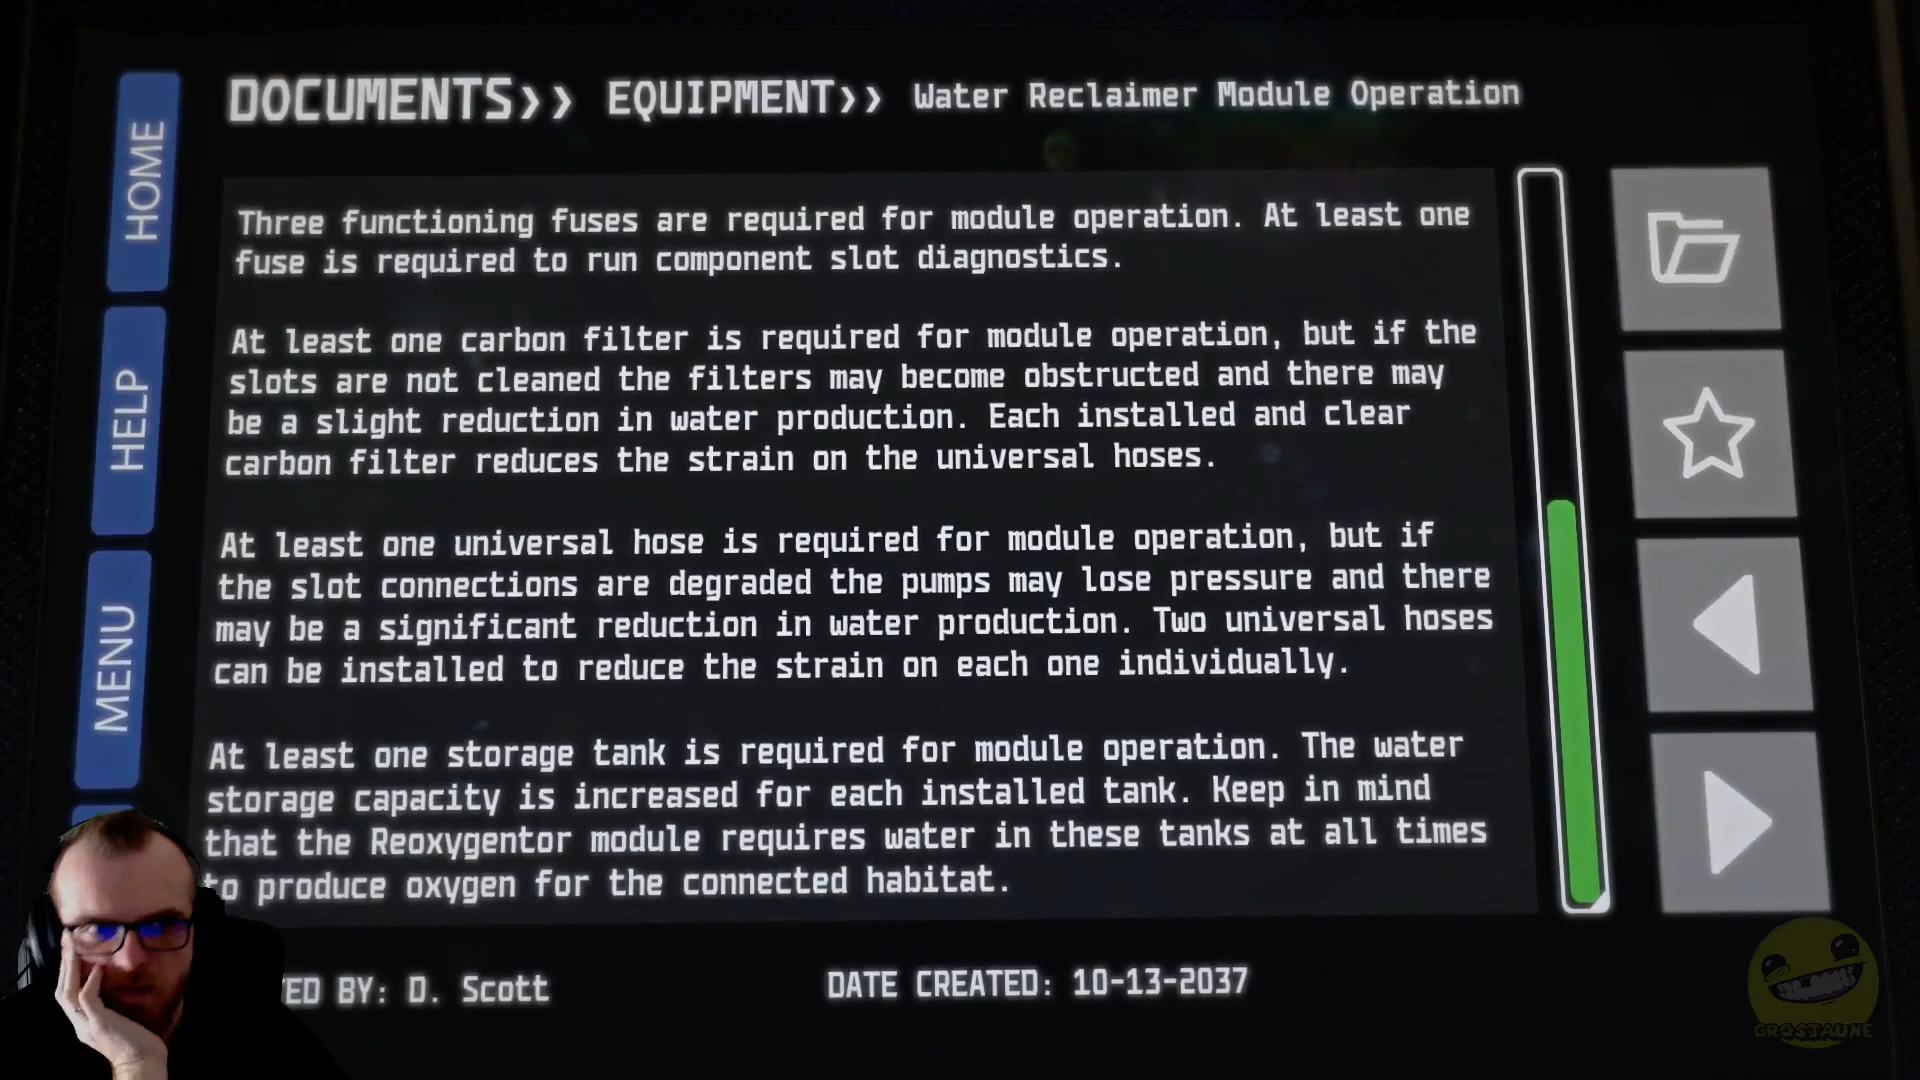 DOCUMENTS❯❯ EQUIPMENT❯❯ Water Reclaimer Module Operation
HOME
HELP
MENU
Three functioning fuses are required for module operation. At least one
fuse is required to run component slot diagnostics.
At least one carbon filter is required for module operation, but if the
slots are not cleaned the filters may become obstructed and there may
be a slight reduction in water production. Each installed and clear
carbon filter reduces the strain on the universal hoses.
At least one universal hose is required for module operation, but if
the slot connections are degraded the pumps may lose pressure and there
may be a significant reduction in water production. Two universal hoses
can be installed to reduce the strain on each one individually.
At least one storage tank is required for module operation. The water
storage capacity is increased for each installed tank. Keep in mind
that the Reoxygentor module requires water in these tanks at all times
to produce oxygen for the connected habitat.
ED BY: D. Scott
DATE CREATED: 10-13-2037
GROSJAUNE